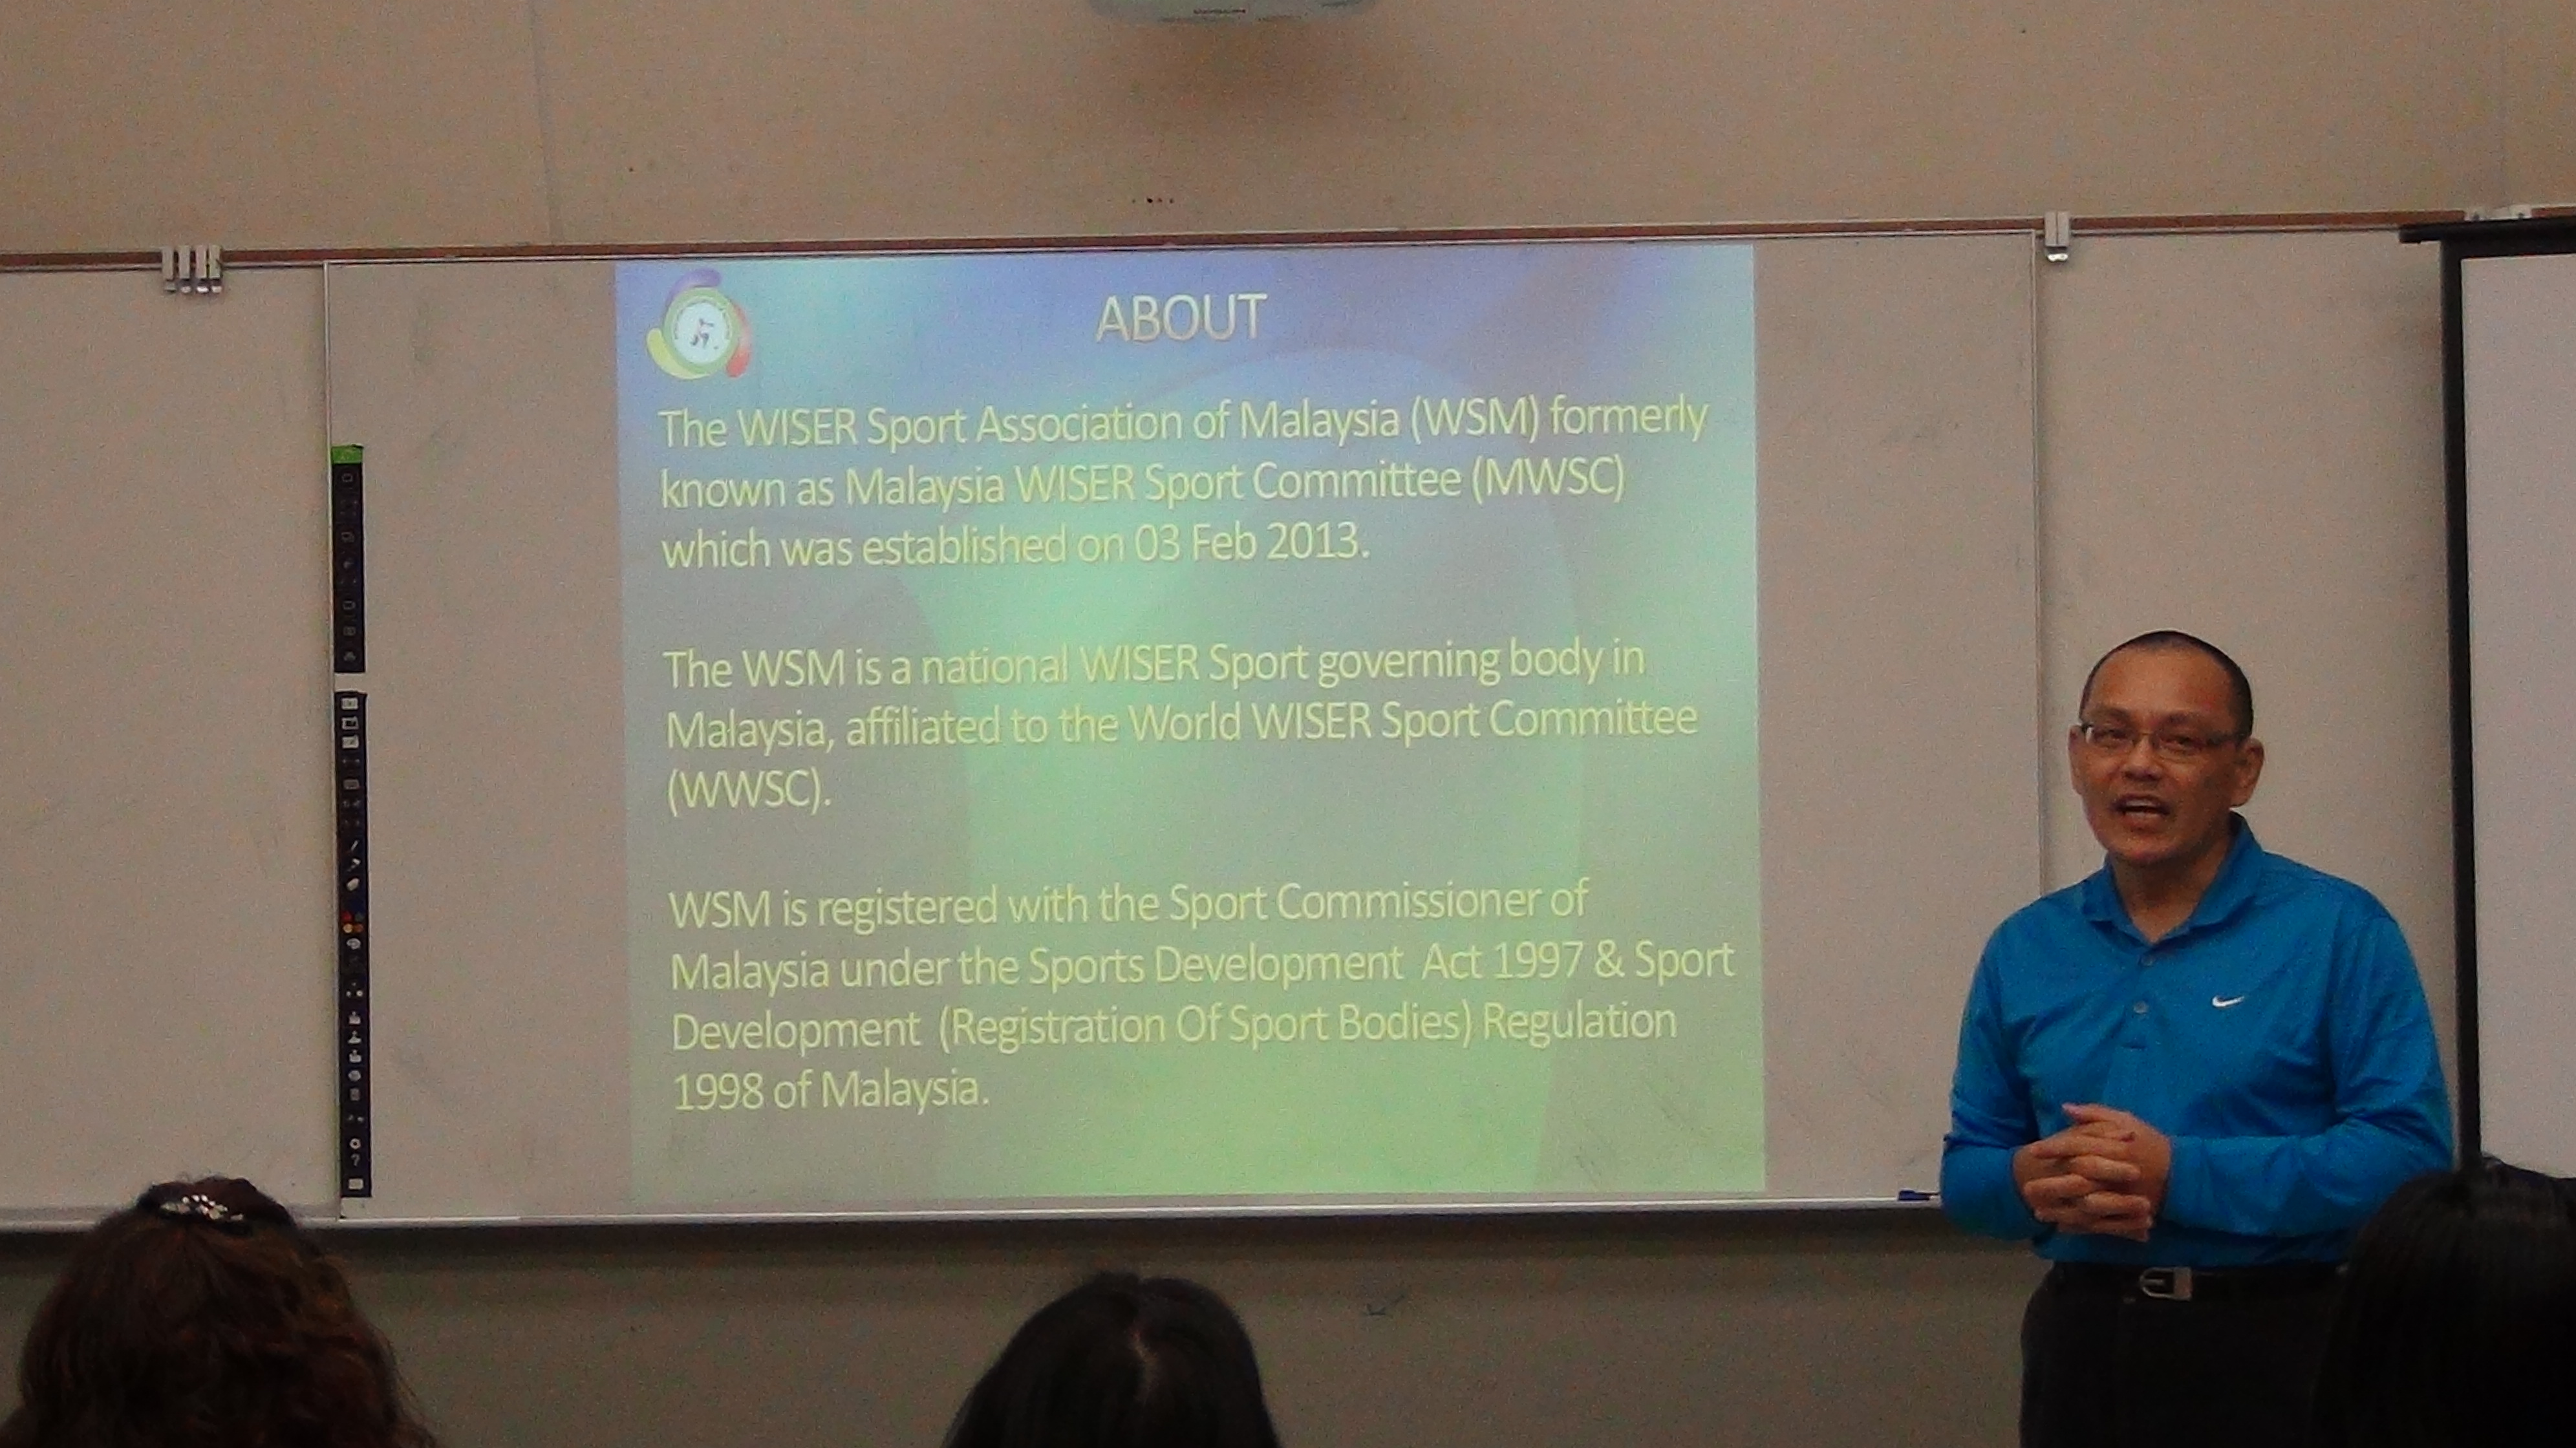 ABOUT
The WISER Sport Association of Malaysia (WSM) formerly
known as Malaysia WISER Sport Committee (MWSC)
which was established on 03 Feb 2013.
The WSM is a national WISER Sport governing body in
Malaysia, affiliated to the World WISER Sport Committee
(WWSC).
WSM is registered with the Sport Commissioner of
Malaysia under the Sports Development Act 1997 & Sport
Development (Registration Of Sport Bodies) Regulation
1998 of Malaysia.